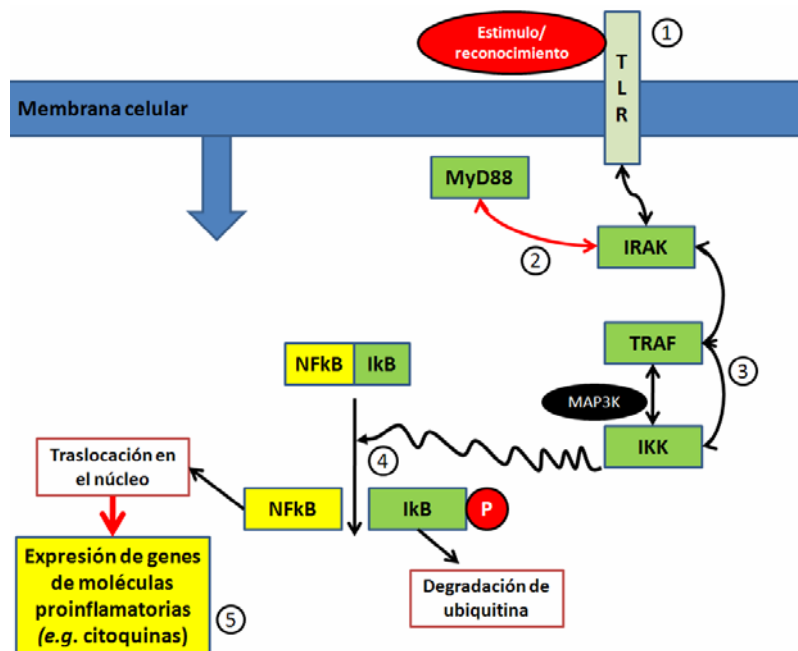 Estimulo/
reconocimiento
1
T
L
R
Membrana celular
MyD88
2
IRAK
TRAF
3
MAP3K
IKK
NFkB
IkB
4
Traslocación en
el núcleo
NFkB
IkB
P
Expresión de genes
de moléculas
proinflamatorias
(e.g. citoquinas)
5
Degradación de
ubiquitina